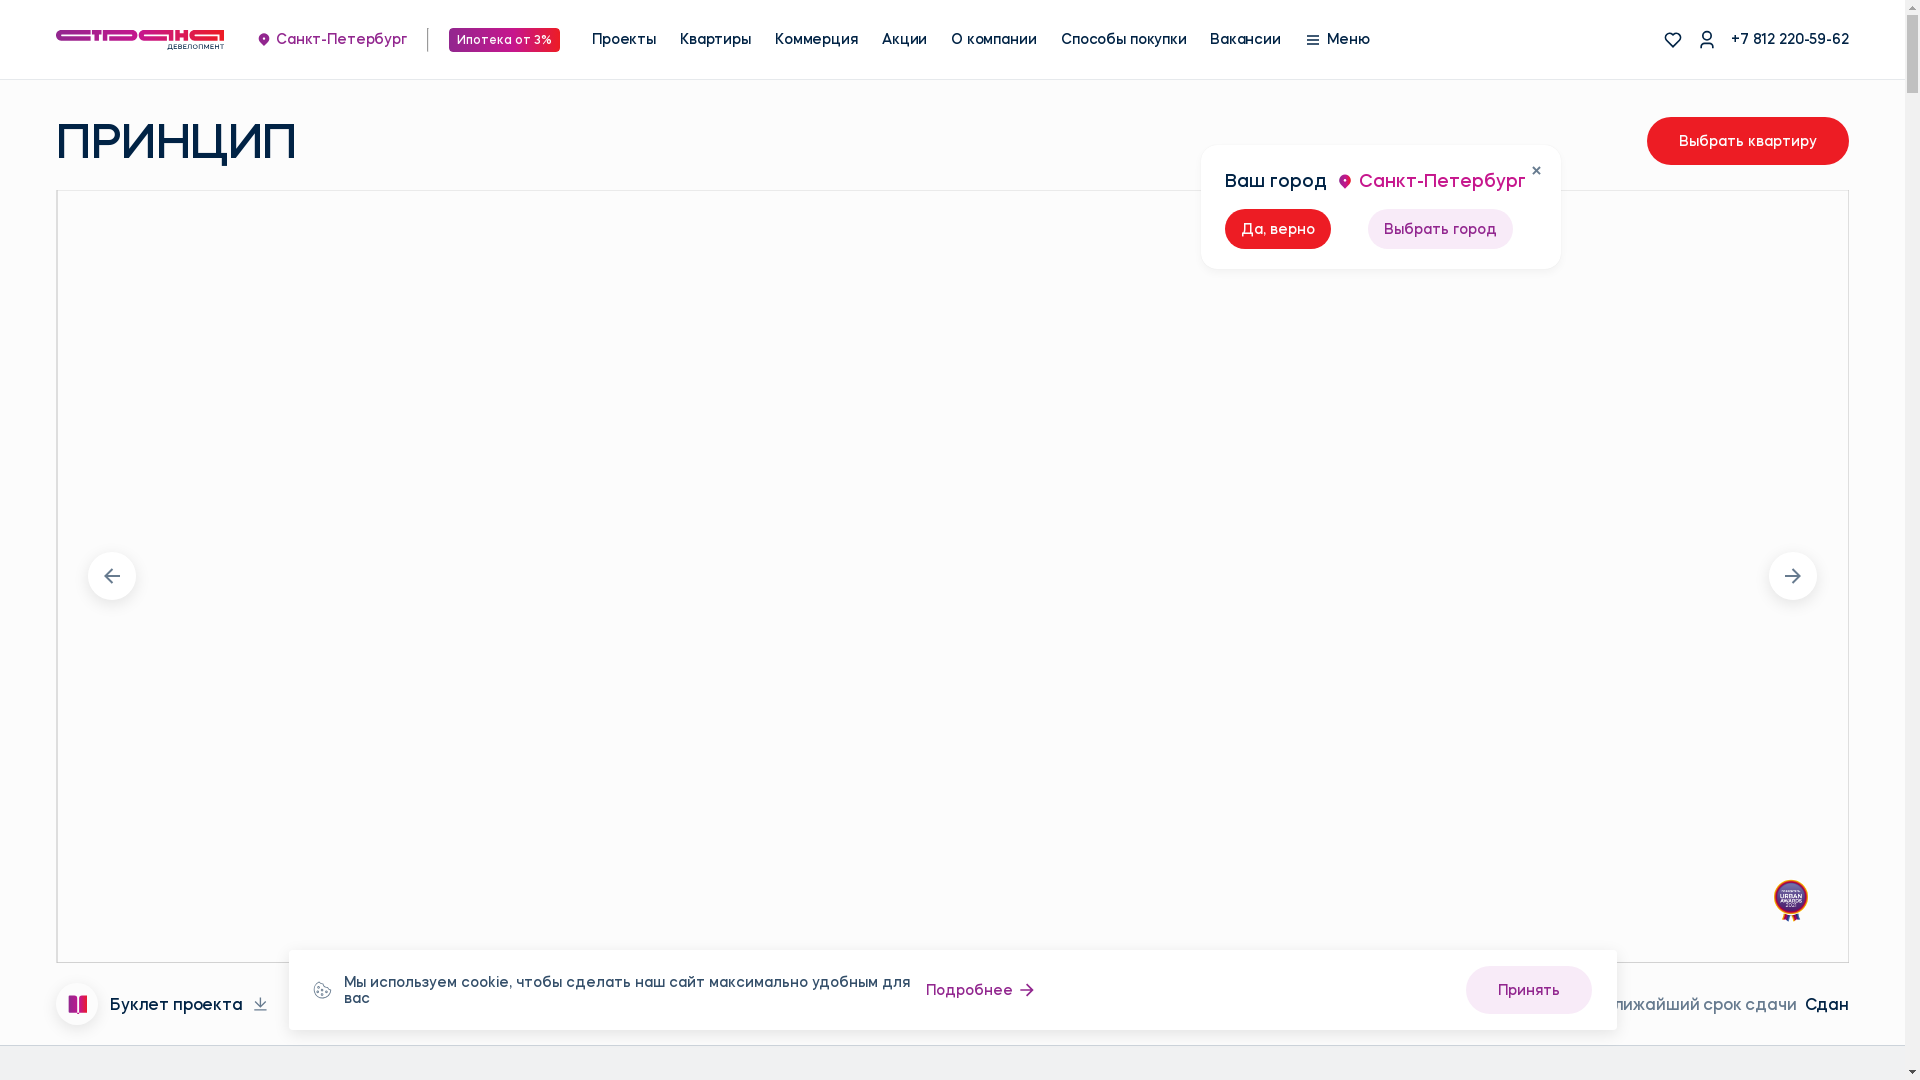 страна
ДЕВЕЛОПМЕНТ
Санкт-Петербург
Ипотека от 3%
Проекты
Квартиры
Коммерция
Акции
О компании
Способы покупки
Вакансии
Меню
+7 812 220-59-62
ПРИНЦИП
Выбрать квартиру
Ваш город
Санкт-Петербург
Да, верно
Выбрать город
URBAN
AWARDS
2021
Мы используем cookie, чтобы сделать наш сайт максимально удобным для
вас
Подробнее
Принять
Буклет проекта
лижайший срок сдачи
Сдан